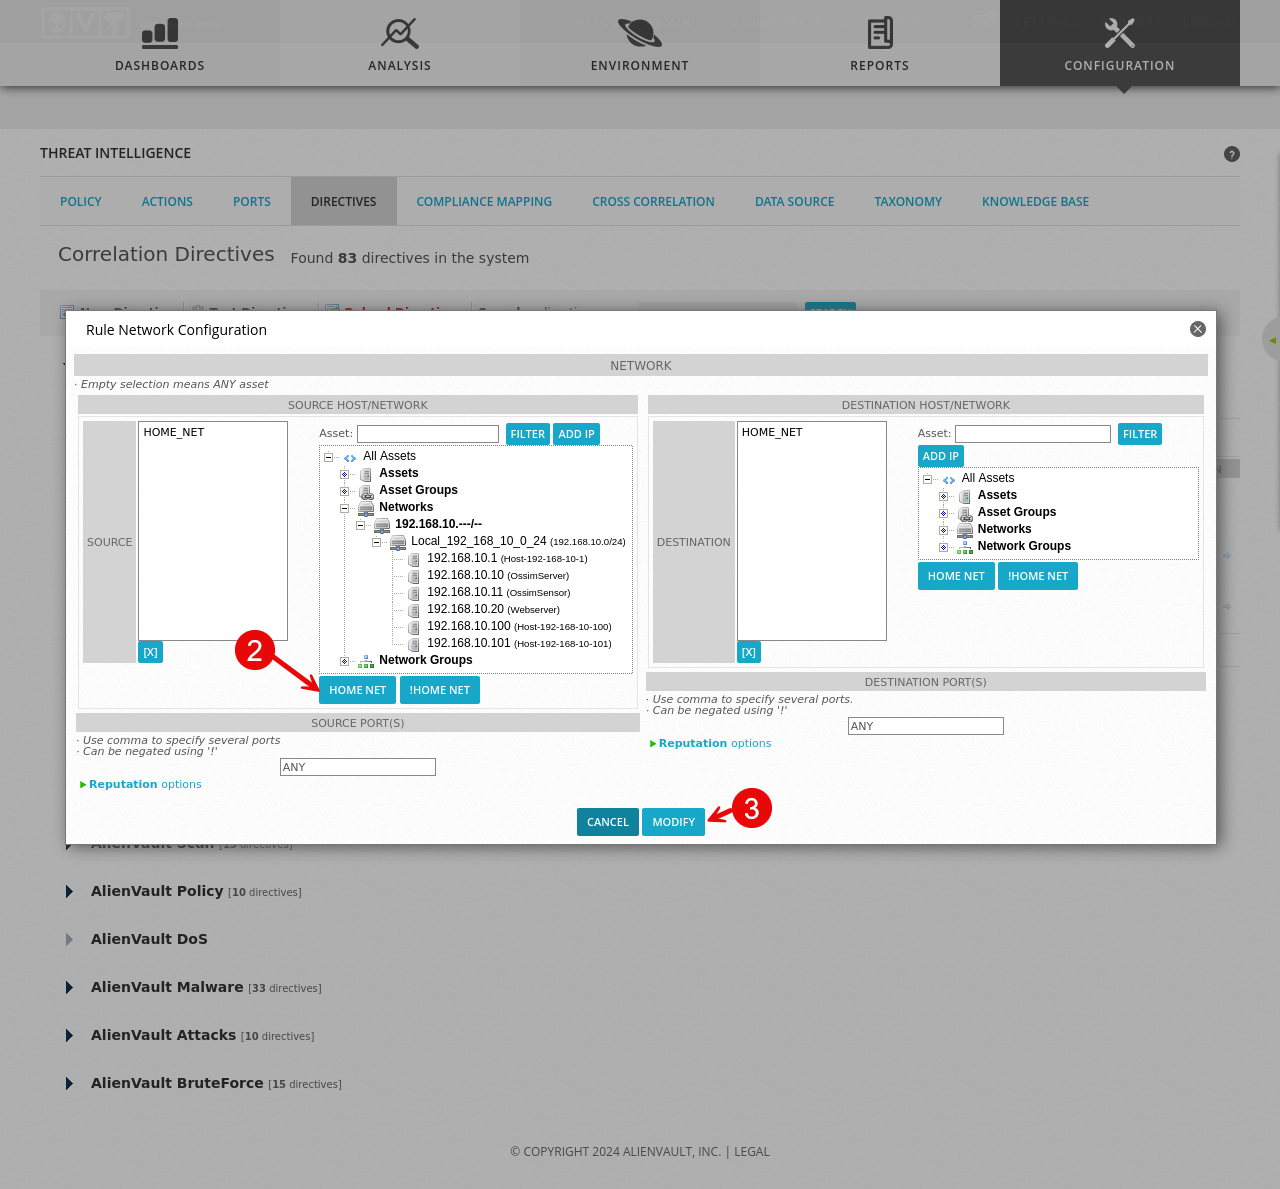 DASHBOARDS ANALYSIS ENVIRONMENT REPORTS CONFIGURATION
THREAT INTELLIGENCE ?
POLICY ACTIONS PORTS DIRECTIVES COMPLIANCE MAPPING CROSS CORRELATION DATA SOURCE TAXONOMY KNOWLEDGE BASE
Correlation Directives Found 83 directives in the system
Rule Network Configuration
NETWORK
· Empty selection means ANY asset
SOURCE HOST/NETWORK
SOURCE
HOME_NET
[X]
Asset: FILTER ADD IP
All Assets
Assets
Asset Groups
Networks
192.168.10.---/--
Local_192_168_10_0_24 (192.168.10.0/24)
192.168.10.1 (Host-192-168-10-1)
192.168.10.10 (OssimServer)
192.168.10.11 (OssimSensor)
192.168.10.20 (Webserver)
192.168.10.100 (Host-192-168-10-100)
192.168.10.101 (Host-192-168-10-101)
Network Groups
2
HOME NET !HOME NET
SOURCE PORT(S)
· Use comma to specify several ports
· Can be negated using '!'
ANY
Reputation options
DESTINATION HOST/NETWORK
DESTINATION
HOME_NET
[X]
Asset: FILTER
ADD IP
All Assets
Assets
Asset Groups
Networks
Network Groups
HOME NET !HOME NET
DESTINATION PORT(S)
· Use comma to specify several ports.
· Can be negated using '!'
ANY
Reputation options
CANCEL MODIFY 3
AlienVault Policy [10 directives]
AlienVault DoS
AlienVault Malware [33 directives]
AlienVault Attacks [10 directives]
AlienVault BruteForce [15 directives]
© COPYRIGHT 2024 ALIENVAULT, INC. | LEGAL